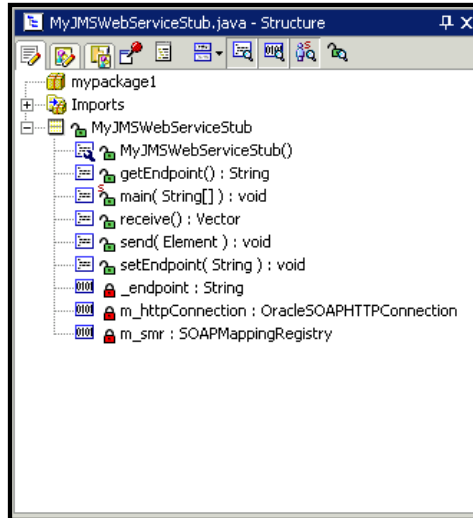 MyJMSWebServiceStub.java - Structure
mypackage1
Imports
MyJMSWebServiceStub
MyJMSWebServiceStub()
getEndpoint() : String
main( String[] ) : void
receive() : Vector
send( Element ) : void
setEndpoint( String ) : void
_endpoint : String
m_httpConnection : OracleSOAPHTTPConnection
m_smr : SOAPMappingRegistry